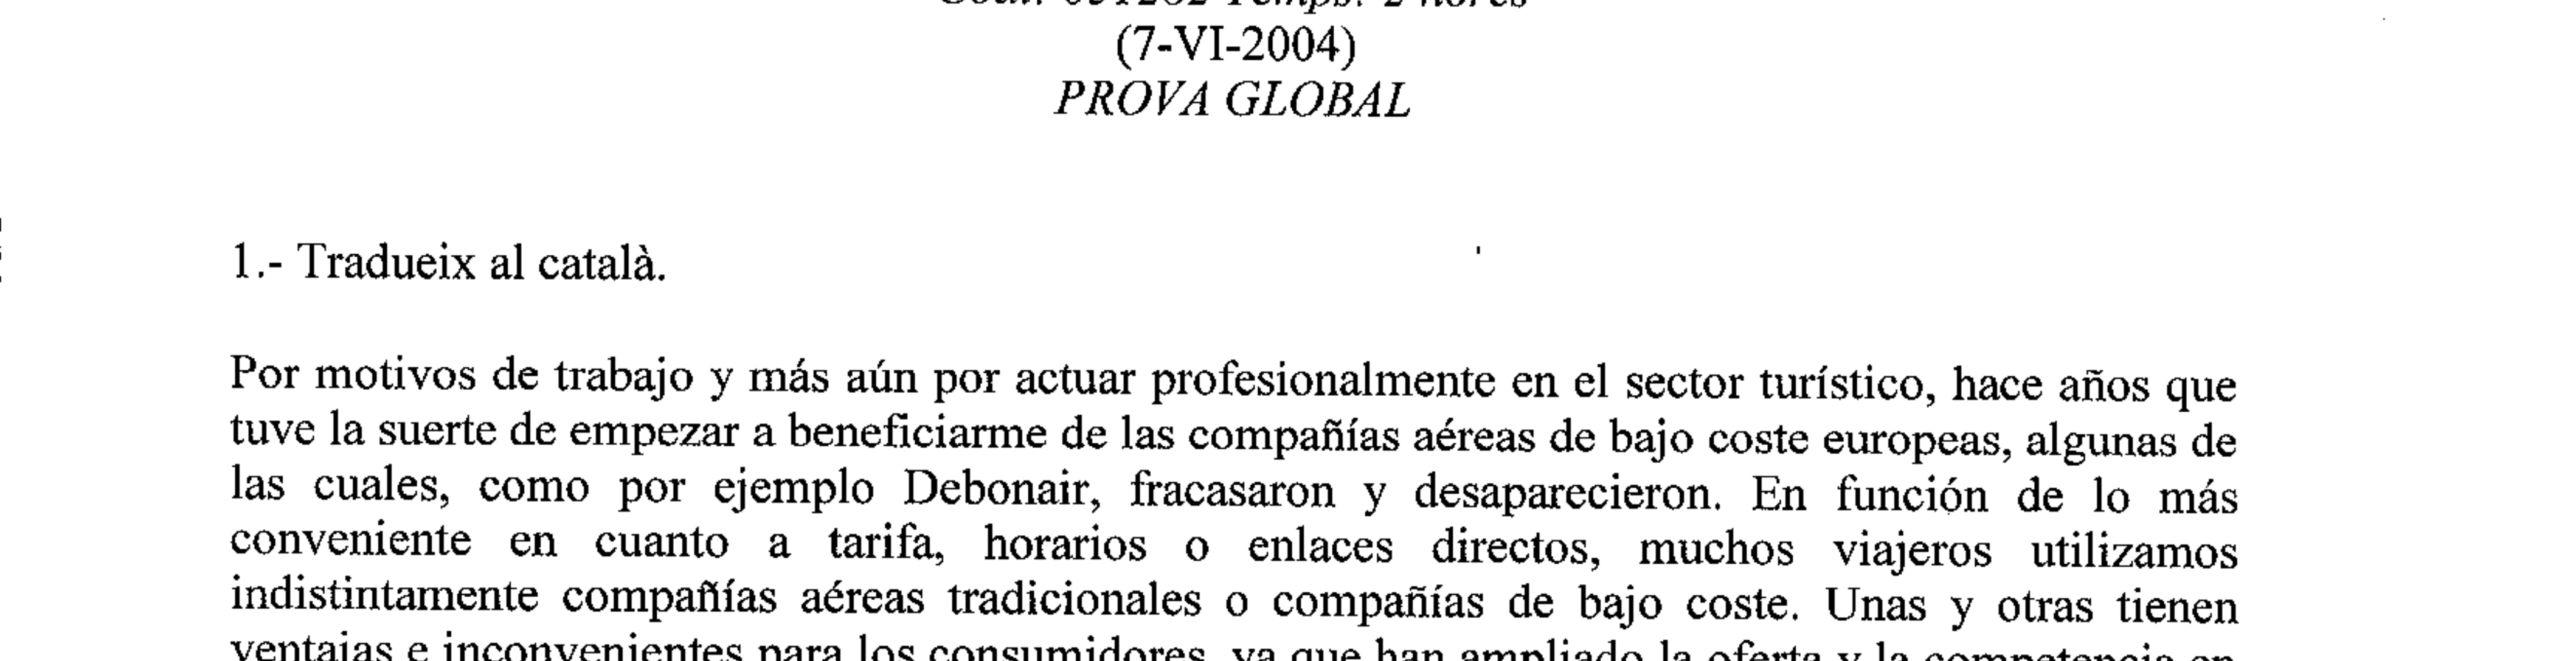 Temps: 2 hores
(7-VI-2004)
PROVA GLOBAL
1.- Tradueix al català.
Por motivos de trabajo y más aún por actuar profesionalmente en el sector turístico, hace años que
tuve la suerte de empezar a beneficiarme de las compañías aéreas de bajo coste europeas, algunas de
las cuales, como por ejemplo Debonair, fracasaron y desaparecieron. En función de lo más
conveniente en cuanto a tarifa, horarios o enlaces directos, muchos viajeros utilizamos
indistintamente compañías aéreas tradicionales o compañías de bajo coste. Unas y otras tienen
ventajas e inconvenientes para los consumidores, ya que han ampliado la oferta y la competencia en